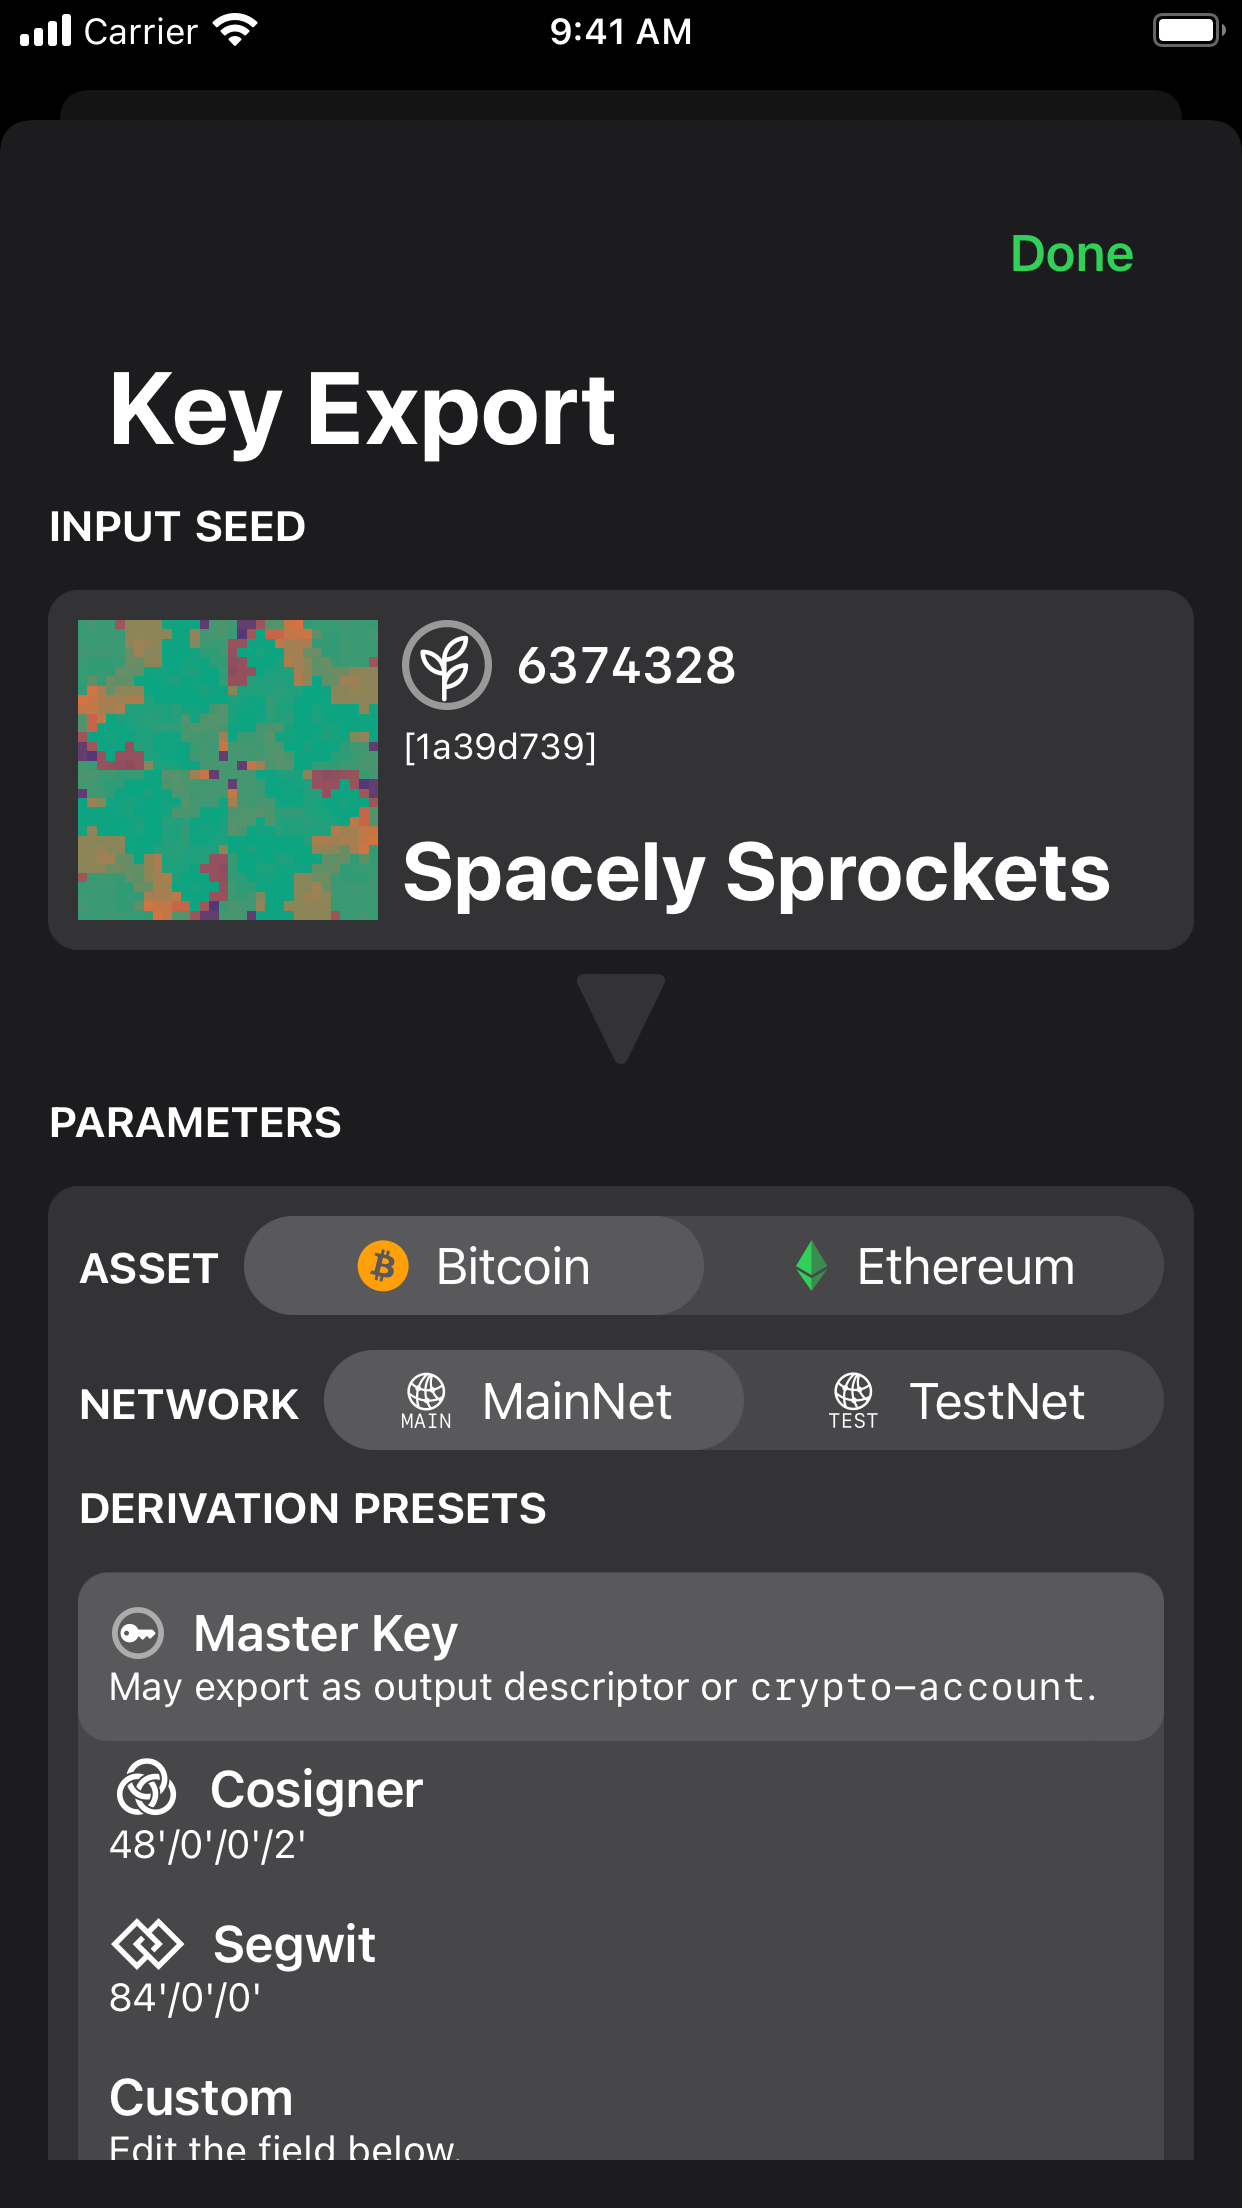 Carrier 9:41 AM
Done
Key Export
INPUT SEED
6374328
[1a39d739]
Spacely Sprockets
PARAMETERS
ASSET Bitcoin Ethereum
NETWORK MAIN MainNet TEST TestNet
DERIVATION PRESETS
Master Key
May export as output descriptor or crypto-account.
Cosigner
48'/0'/0'/2'
Segwit
84'/0'/0'
Custom
Edit the field below.